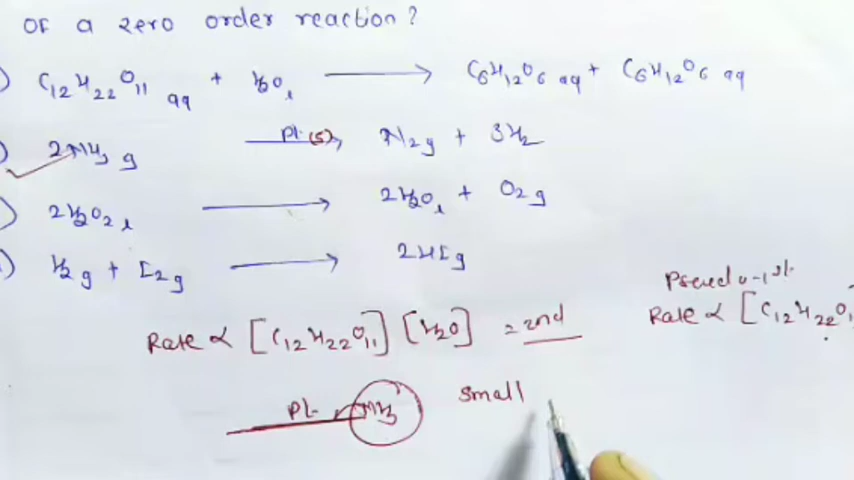 of a zero order reaction?
) C12H22O11 aq + H2O l ⟶ C6H12O6 aq + C6H12O6 aq
) 2NH3 g Pt (s) ⟶ N2 g + 3H2
) 2H2O2 l ⟶ 2H2O l + O2 g
) H2 g + I2 g ⟶ 2HI g
Pseudo-1st
Rate ∝ [C12H22O11] [H2O] = 2nd
Rate ∝ [C12H22O1
Pt NH3 small